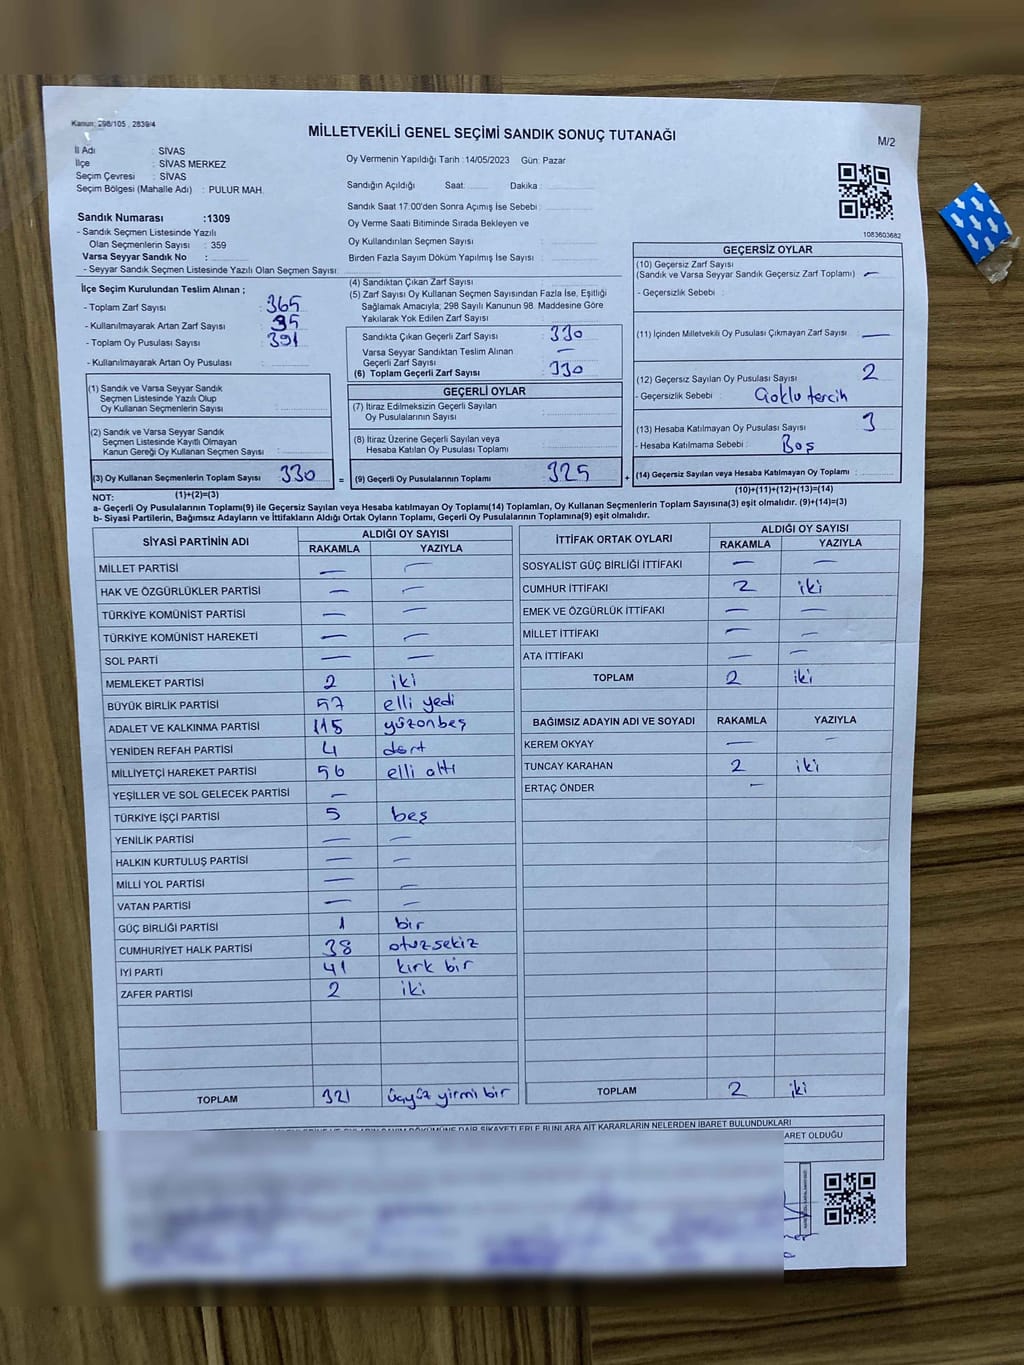 Kanun: 298/105 , 2839/4
MİLLETVEKİLİ GENEL SEÇİMİ SANDIK SONUÇ TUTANAĞI
M/2
İl Adı : SİVAS
İlçe : SİVAS MERKEZ
Seçim Çevresi : SİVAS
Seçim Bölgesi (Mahalle Adı) : PULUR MAH.
Oy Vermenin Yapıldığı Tarih : 14/05/2023 Gün: Pazar
Sandığın Açıldığı Saat: Dakika :
Sandık Saat 17:00'den Sonra Açımış İse Sebebi :
Oy Verme Saati Bitiminde Sırada Bekleyen ve
Oy Kullandırılan Seçmen Sayısı :
Birden Fazla Sayım Döküm Yapılmış İse Sayısı :
1083603682
Sandık Numarası :1309
- Sandık Seçmen Listesinde Yazılı
Olan Seçmenlerin Sayısı : 359
Varsa Seyyar Sandık No :
- Seyyar Sandık Seçmen Listesinde Yazılı Olan Seçmen Sayısı:
İlçe Seçim Kurulundan Teslim Alınan ;
- Toplam Zarf Sayısı : 365
- Kullanılmayarak Artan Zarf Sayısı : 35
- Toplam Oy Pusulası Sayısı : 391
- Kullanılmayarak Artan Oy Pusulası :
(1) Sandık ve Varsa Seyyar Sandık
Seçmen Listesinde Yazılı Olup
Oy Kullanan Seçmenlerin Sayısı :
(2) Sandık ve Varsa Seyyar Sandık
Seçmen Listesinde Kayıtlı Olmayan
Kanun Gereği Oy Kullanan Seçmen Sayısı :
(3) Oy Kullanan Seçmenlerin Toplam Sayısı : 330
(4) Sandıktan Çıkan Zarf Sayısı :
(5) Zarf Sayısı Oy Kullanan Seçmen Sayısından Fazla İse, Eşitliği
Sağlamak Amacıyla, 298 Sayılı Kanunun 98. Maddesine Göre
Yakılarak Yok Edilen Zarf Sayısı :
Sandıkta Çıkan Geçerli Zarf Sayısı : 330
Varsa Seyyar Sandıktan Teslim Alınan
Geçerli Zarf Sayısı : —
(6) Toplam Geçerli Zarf Sayısı : 330
GEÇERLİ OYLAR
(7) İtiraz Edilmeksizin Geçerli Sayılan
Oy Pusulalarının Sayısı :
(8) İtiraz Üzerine Geçerli Sayılan veya
Hesaba Katılan Oy Pusulası Toplamı :
= (9) Geçerli Oy Pusulalarının Toplamı : 325 +
GEÇERSİZ OYLAR
(10) Geçersiz Zarf Sayısı
(Sandık ve Varsa Seyyar Sandık Geçersiz Zarf Toplamı) : —
- Geçersizlik Sebebi :
(11) İçinden Milletvekili Oy Pusulası Çıkmayan Zarf Sayısı : —
(12) Geçersız Sayılan Oy Pusulası Sayısı : 2
- Geçersizlik Sebebi : Çoklu tercih
(13) Hesaba Katılmayan Oy Pusulası Sayısı : 3
- Hesaba Katılmama Sebebi : Boş
(14) Geçersiz Sayılan veya Hesaba Katılmayan Oy Toplamı :
NOT: (1)+(2)=(3)
(10)+(11)+(12)+(13)=(14)
a- Geçerli Oy Pusulaları Toplamı(9) ile Geçersiz Sayılan veya Hesaba katılmayan Oy Toplamı(14) Toplamları, Oy Kullanan Seçmenlerin Toplam Sayısına(3) eşit olmalıdır. (9)+(14)=(3)
b- Siyasi Partilerin, Bağımsız Adayların ve İttifakların Aldığı Ortak Oyların Toplamı, Geçerli Oy Pusulalarının Toplamına(9) eşit olmalıdır.
SİYASİ PARTİNİN ADI ALDIĞI OY SAYISI
RAKAMLA YAZIYLA
MİLLET PARTİSİ — —
HAK VE ÖZGÜRLÜKLER PARTİSİ — —
TÜRKİYE KOMÜNİST PARTİSİ — —
TÜRKİYE KOMÜNİST HAREKETİ — —
SOL PARTİ — —
MEMLEKET PARTİSİ 2 iki
BÜYÜK BİRLİK PARTİSİ 57 elli yedi
ADALET VE KALKINMA PARTİSİ 115 yüzonbeş
YENİDEN REFAH PARTİSİ 4 dört
MİLLİYETÇİ HAREKET PARTİSİ 56 elli altı
YEŞİLLER VE SOL GELECEK PARTİSİ —
TÜRKİYE İŞÇİ PARTİSİ 5 beş
YENİLİK PARTİSİ — —
HALKIN KURTULUŞ PARTİSİ — —
MİLLİ YOL PARTİSİ — —
VATAN PARTİSİ — —
GÜÇ BİRLİĞİ PARTİSİ 1 bir
CUMHURİYET HALK PARTİSİ 38 otuzsekiz
İYİ PARTİ 41 kırk bir
ZAFER PARTİSİ 2 iki
TOPLAM 321 üçyüz yirmi bir
İTTİFAK ORTAK OYLARI ALDIĞI OY SAYISI
RAKAMLA YAZIYLA
SOSYALİST GÜÇ BİRLİĞİ İTTİFAKI — —
CUMHUR İTTİFAKI 2 iki
EMEK VE ÖZGÜRLÜK İTTİFAKI — —
MİLLET İTTİFAKI — —
ATA İTTİFAKI — —
TOPLAM 2 iki
BAĞIMSIZ ADAYIN ADI VE SOYADI RAKAMLA YAZIYLA
KEREM OKYAY — —
TUNCAY KARAHAN 2 iki
ERTAÇ ÖNDER —
TOPLAM 2 iki
DÖKÜMÜNE DAİR ŞİKAYETLERLE BUNLARA AİT KARARLARIN NELERDEN İBARET BULUNDUKLARI
ARET OLDUĞU